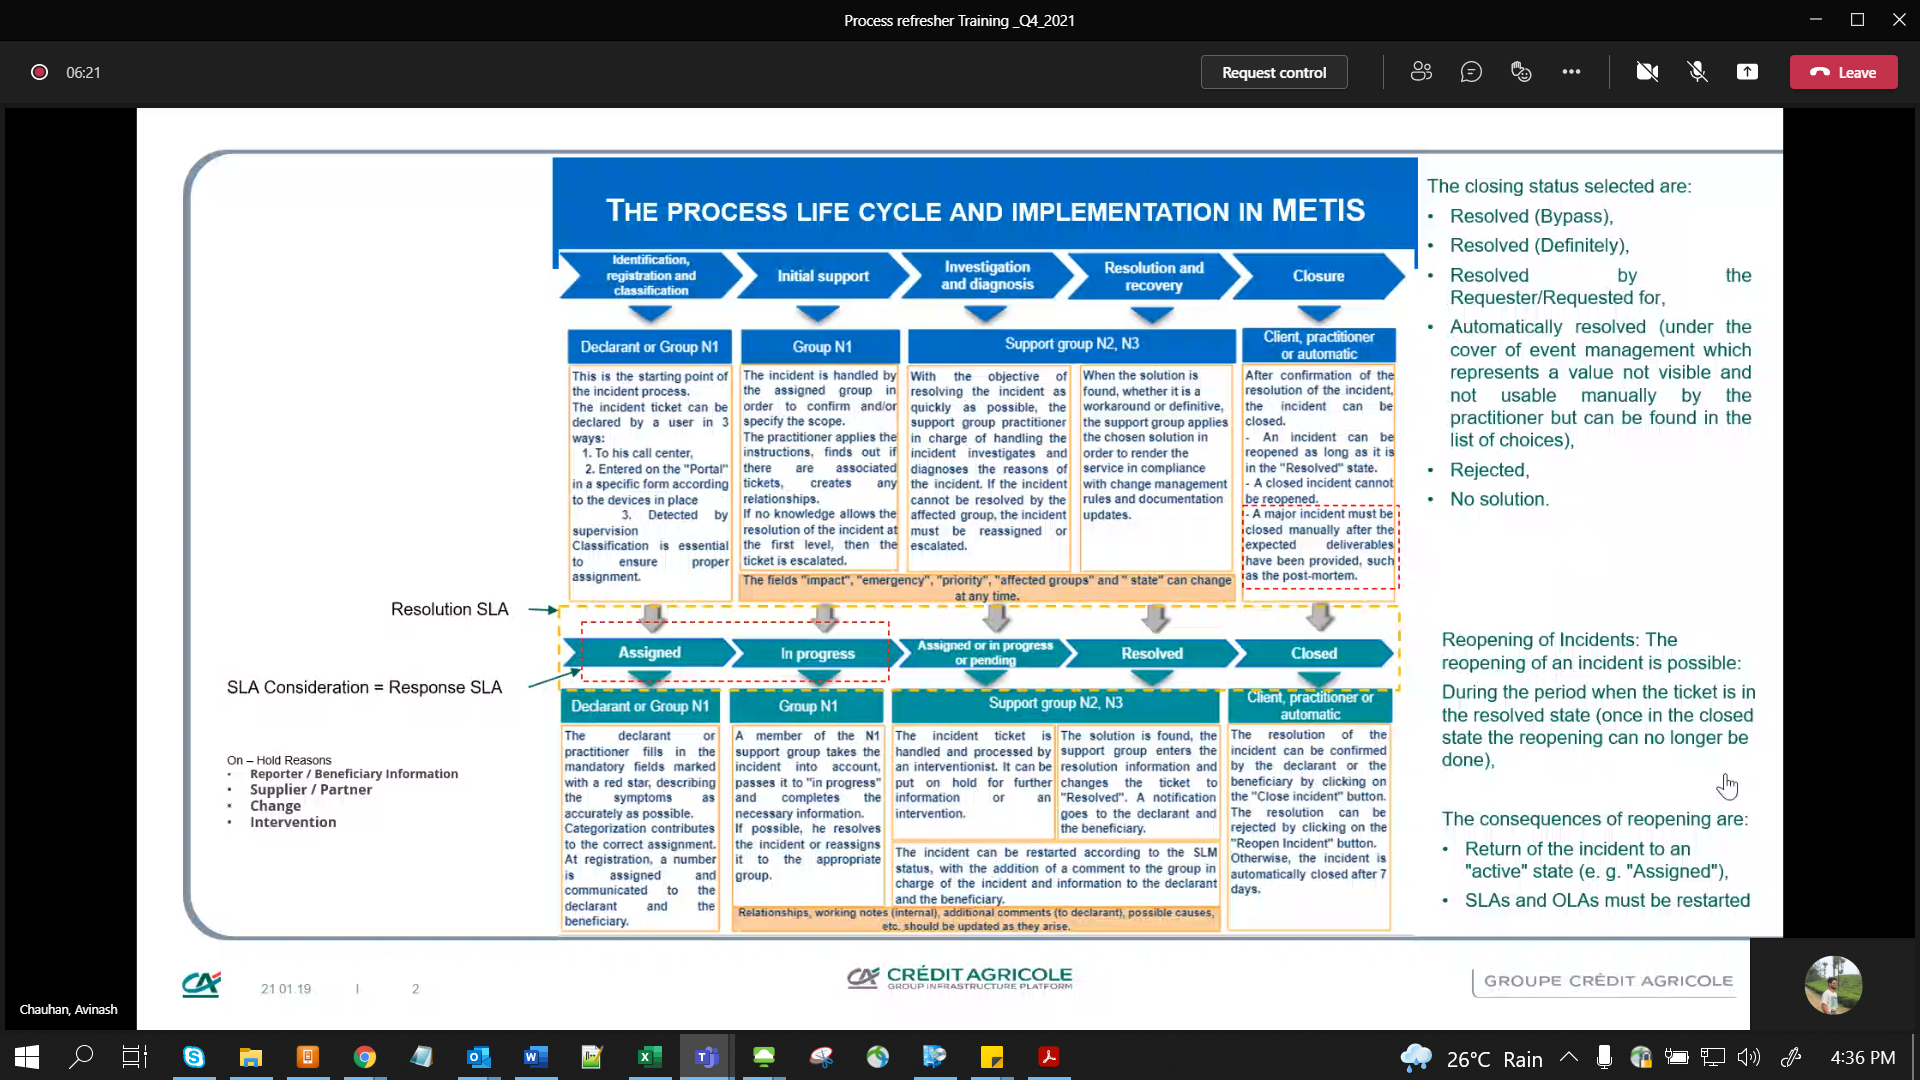 Process refresher Training _Q4_2021
06:21
Request control
Leave
THE PROCESS LIFE CYCLE AND IMPLEMENTATION IN METIS
Identification,
registration and
classification
Initial support
Investigation
and diagnosis
Resolution and
recovery
Closure
Declarant or Group N1
Group N1
Support group N2, N3
Client, practitioner
or automatic
This is the starting point of
the incident process.
The incident ticket can be
declared by a user in 3
ways:
1. To his call center,
2. Entered on the "Portal"
in a specific form according
to the devices in place
3. Detected by
supervision
Classification is essential
to ensure proper
assignment.
The incident is handled by
the assigned group in
order to confirm and/or
specify the scope.
The practitioner applies the
instructions, finds out if
there are associated
tickets, creates any
relationships.
If no knowledge allows the
resolution of the incident at
the first level, then the
ticket is escalated.
With the objective of
resolving the incident as
quickly as possible, the
support group practitioner
in charge of handling the
incident investigates and
diagnoses the reasons of
the incident. If the incident
cannot be resolved by the
affected group, the incident
must be reassigned or
escalated.
When the solution is
found, whether it is a
workaround or definitive,
the support group applies
the chosen solution in
order to render the
service in compliance
with change management
rules and documentation
updates.
After confirmation of the
resolution of the incident,
the incident can be
closed.
- An incident can be
reopened as long as it is
in the "Resolved" state.
- A closed incident cannot
be reopened.
- A major incident must be
closed manually after the
expected deliverables
have been provided, such
as the post-mortem.
The fields "impact", "emergency", "priority", "affected groups" and " state" can change
at any time.
Resolution SLA
SLA Consideration = Response SLA
Assigned
In progress
Assigned or in progress
or pending
Resolved
Closed
Declarant or Group N1
Group N1
Support group N2, N3
Client, practitioner or
automatic
The declarant or
practitioner fills in the
mandatory fields marked
with a red star, describing
the symptoms as
accurately as possible.
Categorization contributes
to the correct assignment.
At registration, a number
is assigned and
communicated to the
declarant and the
beneficiary.
A member of the N1
support group takes the
incident into account,
passes it to "in progress"
and completes the
necessary information.
If possible, he resolves
the incident or reassigns
it to the appropriate
group.
The incident ticket is
handled and processed by
an interventionist. It can be
put on hold for further
information or an
intervention.
The solution is found, the
support group enters the
resolution information and
changes the ticket to
"Resolved". A notification
goes to the declarant and
the beneficiary.
The incident can be restarted according to the SLM
status, with the addition of a comment to the group in
charge of the incident and information to the declarant
and the beneficiary.
The resolution of the
incident can be confirmed
by the declarant or the
beneficiary by clicking on
the "Close incident" button.
The resolution can be
rejected by clicking on the
"Reopen Incident" button.
Otherwise, the incident is
automatically closed after 7
days.
Relationships, working notes (internal), additional comments (to declarant), possible causes,
etc. should be updated as they arise.
On – Hold Reasons
• Reporter / Beneficiary Information
• Supplier / Partner
• Change
• Intervention
The closing status selected are:
• Resolved (Bypass),
• Resolved (Definitely),
• Resolved by the
Requester/Requested for,
• Automatically resolved (under the
cover of event management which
represents a value not visible and
not usable manually by the
practitioner but can be found in the
list of choices),
• Rejected,
• No solution.
Reopening of Incidents: The
reopening of an incident is possible:
During the period when the ticket is in
the resolved state (once in the closed
state the reopening can no longer be
done),
The consequences of reopening are:
• Return of the incident to an
"active" state (e. g. "Assigned"),
• SLAs and OLAs must be restarted
CA
21 01.19 | 2
CA CRÉDIT AGRICOLE
GROUP INFRASTRUCTURE PLATFORM
GROUPE CRÉDIT AGRICOLE
Chauhan, Avinash
26°C Rain
4:36 PM